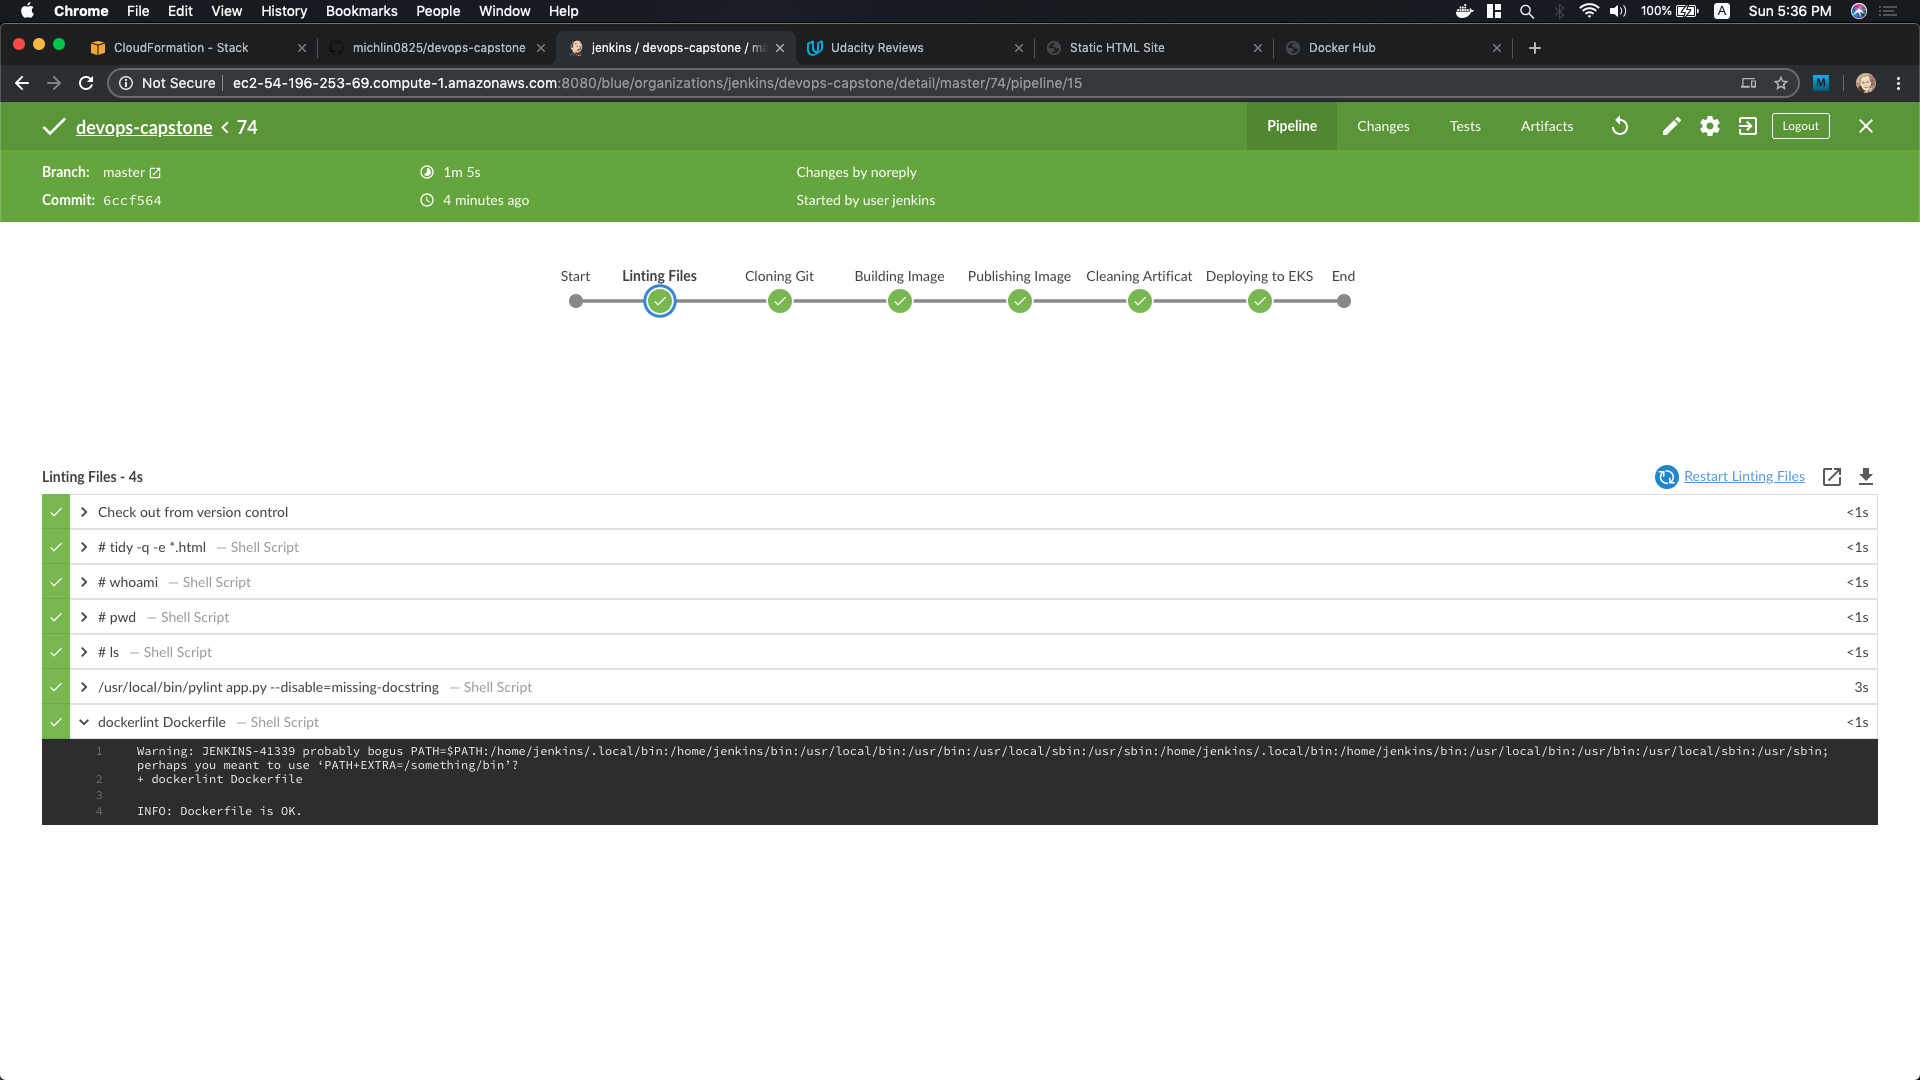 Chrome File Edit View History Bookmarks People Window Help 100% A Sun 5:36 PM
CloudFormation - Stack michlin0825/devops-capstone jenkins / devops-capstone / ma Udacity Reviews Static HTML Site Docker Hub
Not Secure ec2-54-196-253-69.compute-1.amazonaws.com:8080/blue/organizations/jenkins/devops-capstone/detail/master/74/pipeline/15 M
devops-capstone < 74 Pipeline Changes Tests Artifacts Logout
Branch: master 1m 5s Changes by noreply
Commit: 6ccf564 4 minutes ago Started by user jenkins
Start Linting Files Cloning Git Building Image Publishing Image Cleaning Artificat Deploying to EKS End
Linting Files - 4s Restart Linting Files
Check out from version control <1s
# tidy -q -e *.html — Shell Script <1s
# whoami — Shell Script <1s
# pwd — Shell Script <1s
# ls — Shell Script <1s
/usr/local/bin/pylint app.py --disable=missing-docstring — Shell Script 3s
dockerlint Dockerfile — Shell Script <1s
1 Warning: JENKINS-41339 probably bogus PATH=$PATH:/home/jenkins/.local/bin:/home/jenkins/bin:/usr/local/bin:/usr/bin:/usr/local/sbin:/usr/sbin:/home/jenkins/.local/bin:/home/jenkins/bin:/usr/local/bin:/usr/bin:/usr/local/sbin:/usr/sbin;
perhaps you meant to use ‘PATH+EXTRA=/something/bin’?
2 + dockerlint Dockerfile
3
4 INFO: Dockerfile is OK.